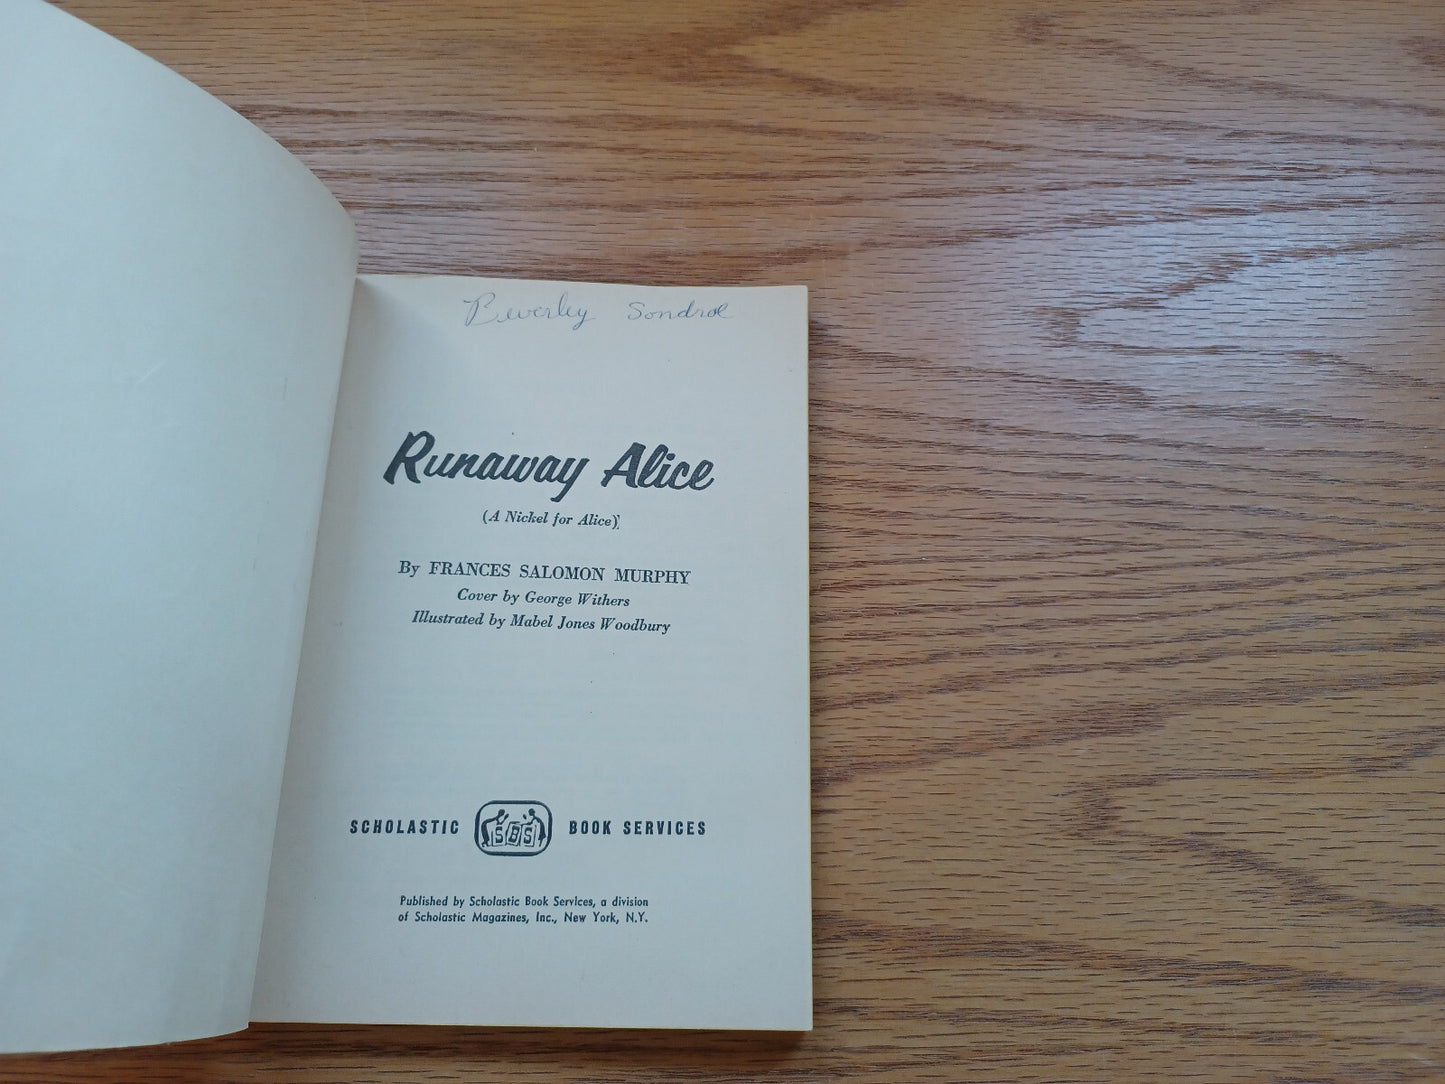 Beverley Sondrol
Runaway Alice
(A Nickel for Alice)
By FRANCES SALOMON MURPHY
Cover by George Withers
Illustrated by Mabel Jones Woodbury
SCHOLASTIC SBS BOOK SERVICES
Published by Scholastic Book Services, a division
of Scholastic Magazines, Inc., New York, N.Y.